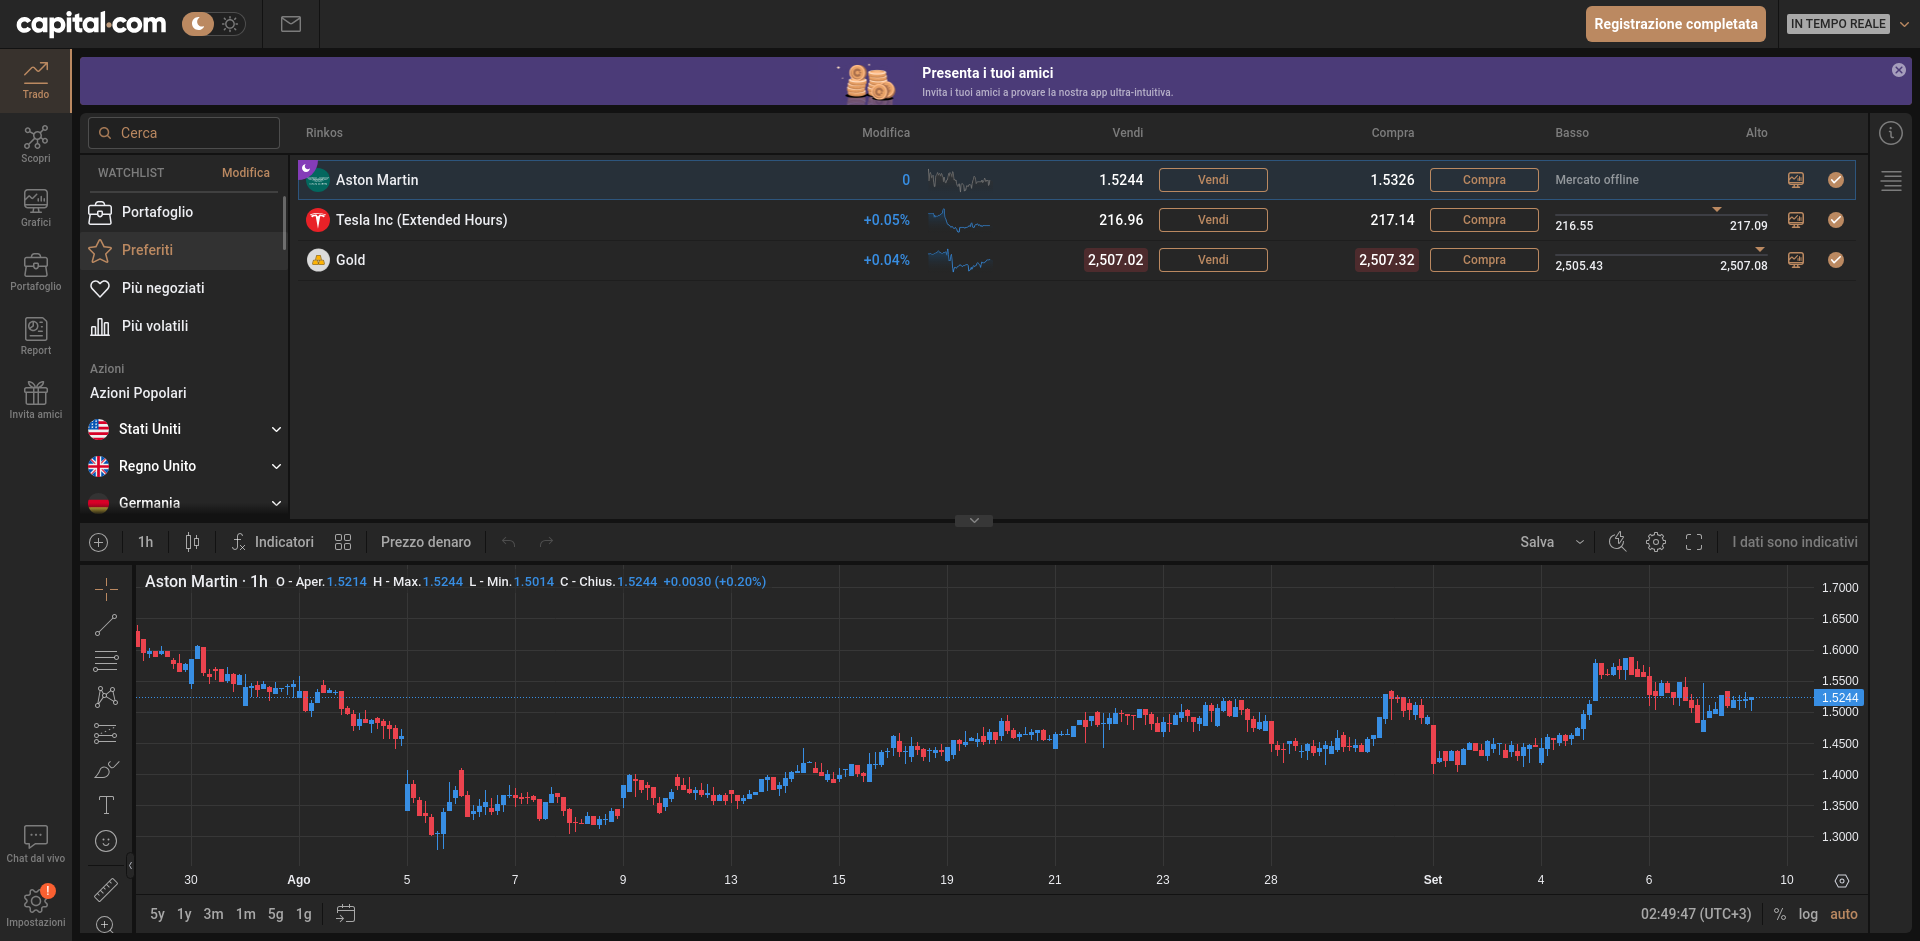 capital.com
Registrazione completata
IN TEMPO REALE
Trado
Scopri
Grafici
Portafoglio
Report
Invita amici
Chat dal vivo
!
Impostazioni
Presenta i tuoi amici
Invita i tuoi amici a provare la nostra app ultra-intuitiva.
Cerca
WATCHLIST Modifica
Portafoglio
Preferiti
Più negoziati
Più volatili
Azioni
Azioni Popolari
Stati Uniti
Regno Unito
Germania
Rinkos Modifica Vendi Compra Basso Alto
Aston Martin 0 1.5244 Vendi 1.5326 Compra Mercato offline
Tesla Inc (Extended Hours) +0.05% 216.96 Vendi 217.14 Compra 216.55 217.09
Gold +0.04% 2,507.02 Vendi 2,507.32 Compra 2,505.43 2,507.08
1h Indicatori Prezzo denaro Salva I dati sono indicativi
Aston Martin · 1h O - Aper.1.5214 H - Max.1.5244 L - Min.1.5014 C - Chius.1.5244 +0.0030 (+0.20%)
1.7000
1.6500
1.6000
1.5500
1.5244
1.5000
1.4500
1.4000
1.3500
1.3000
30 Ago 5 7 9 13 15 19 21 23 28 Set 4 6 10
5y 1y 3m 1m 5g 1g 02:49:47 (UTC+3) % log auto